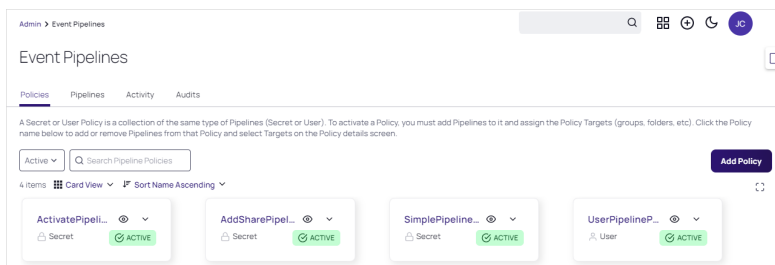 Admin > Event Pipelines
JC
Event Pipelines
Policies Pipelines Activity Audits
A Secret or User Policy is a collection of the same type of Pipelines (Secret or User). To activate a Policy, you must add Pipelines to it and assign the Policy Targets (groups, folders, etc). Click the Policy
name below to add or remove Pipelines from that Policy and select Targets on the Policy details screen.
Active Search Pipeline Policies Add Policy
4 items Card View Sort Name Ascending
ActivatePipeli... AddSharePipel... SimplePipeline... UserPipelineP...
Secret ACTIVE Secret ACTIVE Secret ACTIVE User ACTIVE